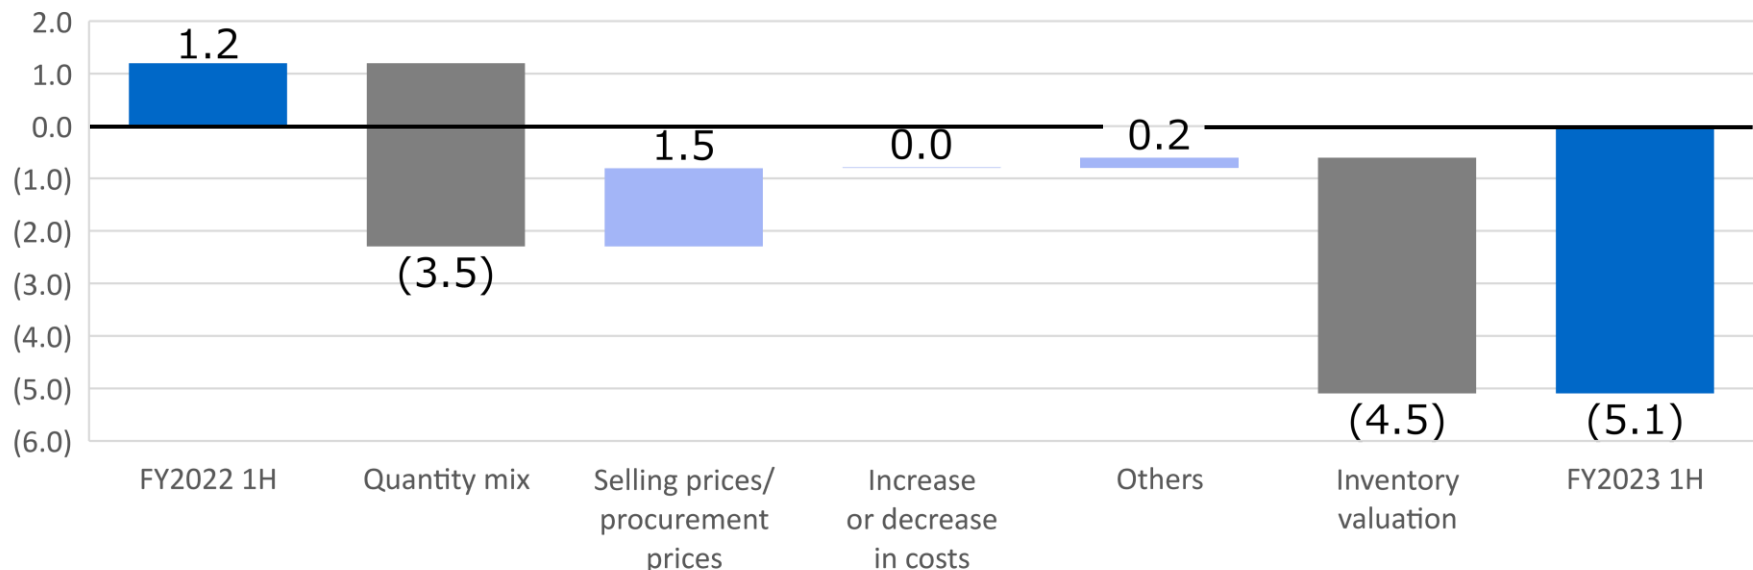 2.0
1.0
0.0
(1.0)
(2.0)
(3.0)
(4.0)
(5.0)
(6.0)
1.2
(3.5)
1.5
0.0
0.2
(4.5)
(5.1)
FY2022 1H
Quantity mix
Selling prices/
procurement
prices
Increase
or decrease
in costs
Others
Inventory
valuation
FY2023 1H